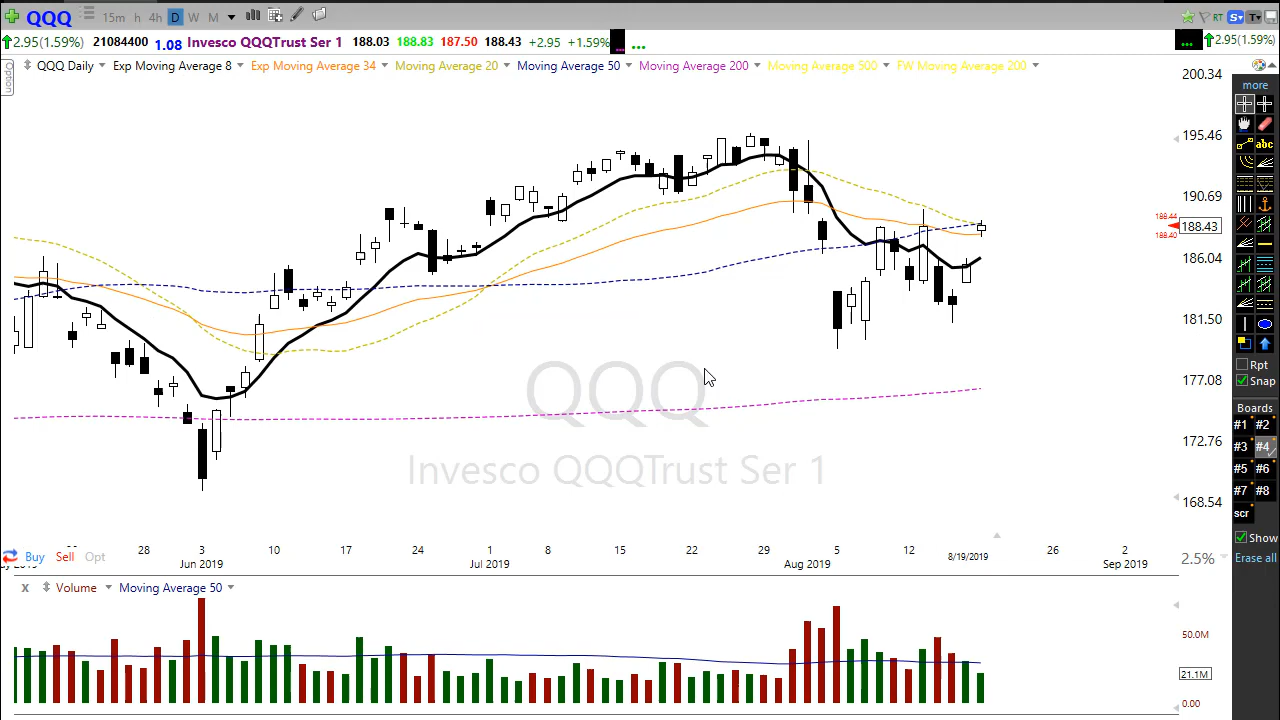 QQQ 15m h 4h D W M RT S T
2.95(1.59%) 21084400 1.08 Invesco QQQTrust Ser 1 188.03 188.83 187.50 188.43 +2.95 +1.59% ... ... ... 2.95(1.59%)
Option QQQ Daily Exp Moving Average 8 Exp Moving Average 34 Moving Average 20 Moving Average 50 Moving Average 200 Moving Average 500 FW Moving Average 200
200.34
more
195.46
abc
190.69
188.44
188.43
188.40
186.04
181.50
177.08
172.76
168.54
QQQ
Invesco QQQTrust Ser 1
Rpt
Snap
Boards
#1 #2
#3 #4
#5 #6
#7 #8
scr
Show
Erase all
Buy Sell Opt
28 3 10 17 24 1 8 15 22 29 5 12 8/19/2019 26 2
2.5%
Jun 2019 Jul 2019 Aug 2019 Sep 2019
x Volume Moving Average 50
50.0M
21.1M
0.00